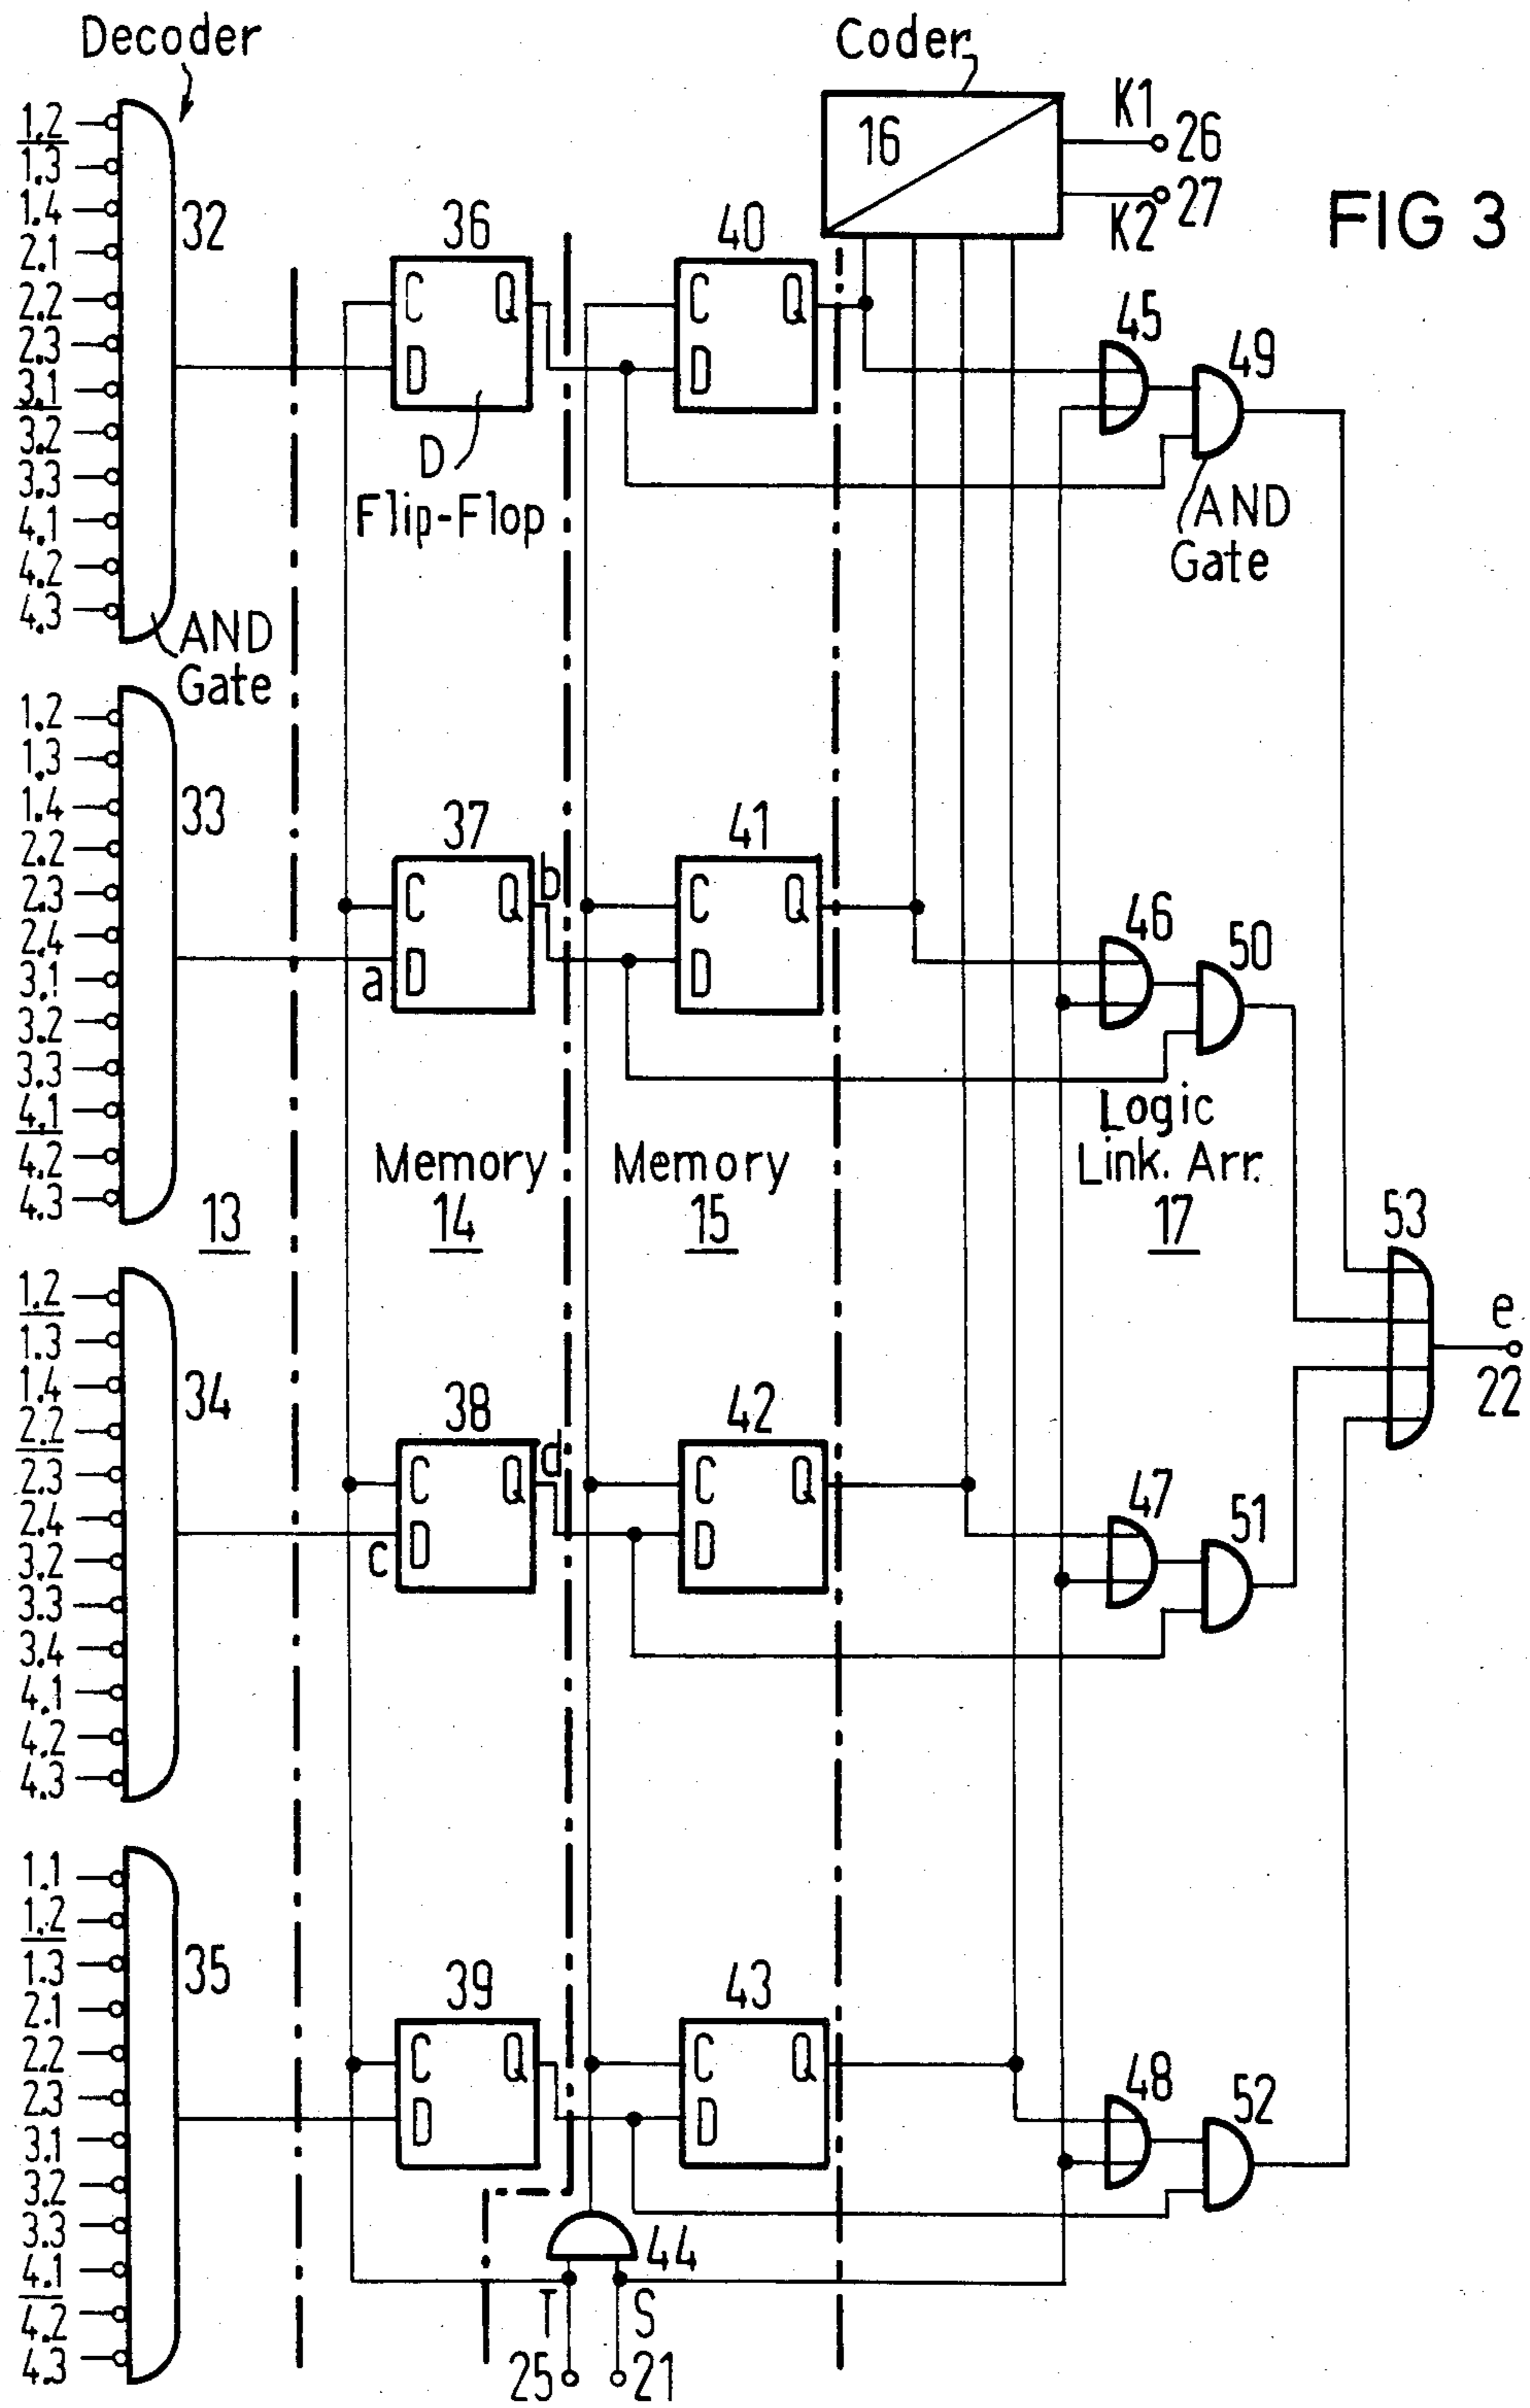 Decoder
Coder
FIG 3
1.2
1.3
1.4
2.1
2.2
2.3
3.1
3.2
3.3
4.1
4.2
4.3
32
AND
Gate
16
K1
26
K2
27
36
C Q
D
D
Flip-Flop
40
C Q
D
45
49
AND
Gate
1.2
1.3
1.4
2.2
2.3
2.4
3.1
3.2
3.3
4.1
4.2
4.3
33
13
37
C Q
D
a
b
41
C Q
D
46
50
Memory
14
Memory
15
Logic
Link. Arr.
17
53
e
22
1.2
1.3
1.4
2.2
2.3
2.4
3.2
3.3
3.4
4.1
4.2
4.3
34
38
C Q
D
c
d
42
C Q
D
47
51
1.1
1.2
1.3
2.1
2.2
2.3
3.1
3.2
3.3
4.1
4.2
4.3
35
39
C Q
D
43
C Q
D
48
52
44
T
S
25
21